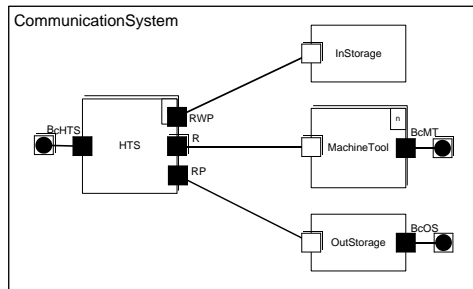 CommunicationSystem
InStorage
RWP
BcHTS
HTS
R
n
MachineTool
BcMT
RP
OutStorage
BcOS